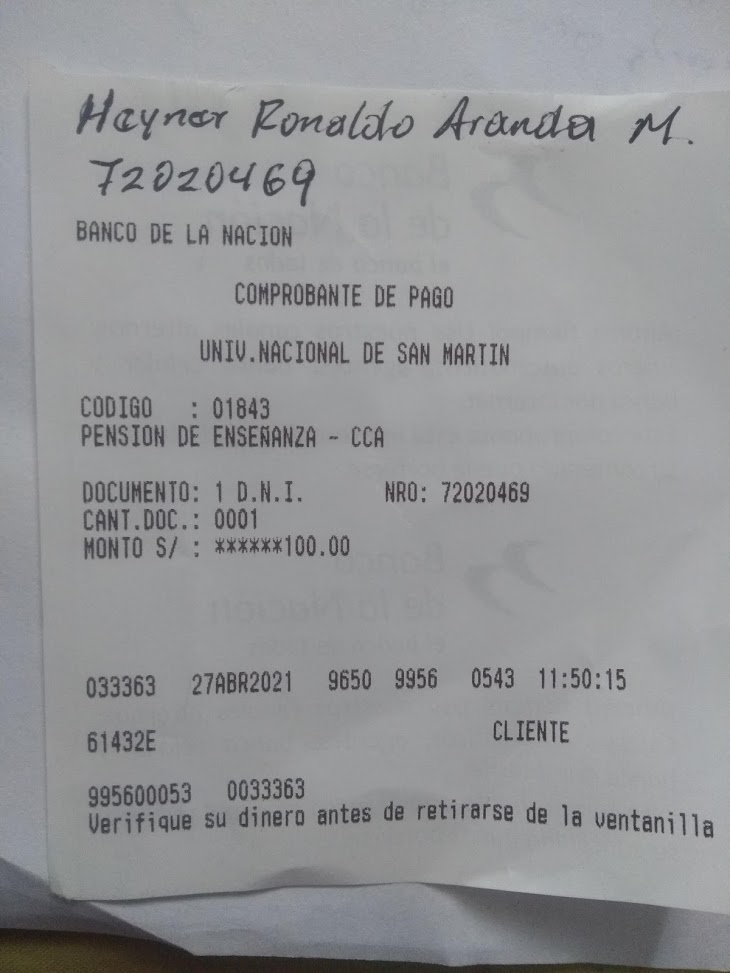 Heyner Ronaldo Aranda M.
72020469
BANCO DE LA NACION
COMPROBANTE DE PAGO
UNIV.NACIONAL DE SAN MARTIN
CODIGO : 01843
PENSION DE ENSEÑANZA - CCA
DOCUMENTO: 1 D.N.I. NRO: 72020469
CANT.DOC.: 0001
MONTO S/ : ******100.00
033363 27ABR2021 9650 9956 0543 11:50:15
61432E CLIENTE
995600053 0033363
Verifique su dinero antes de retirarse de la ventanilla